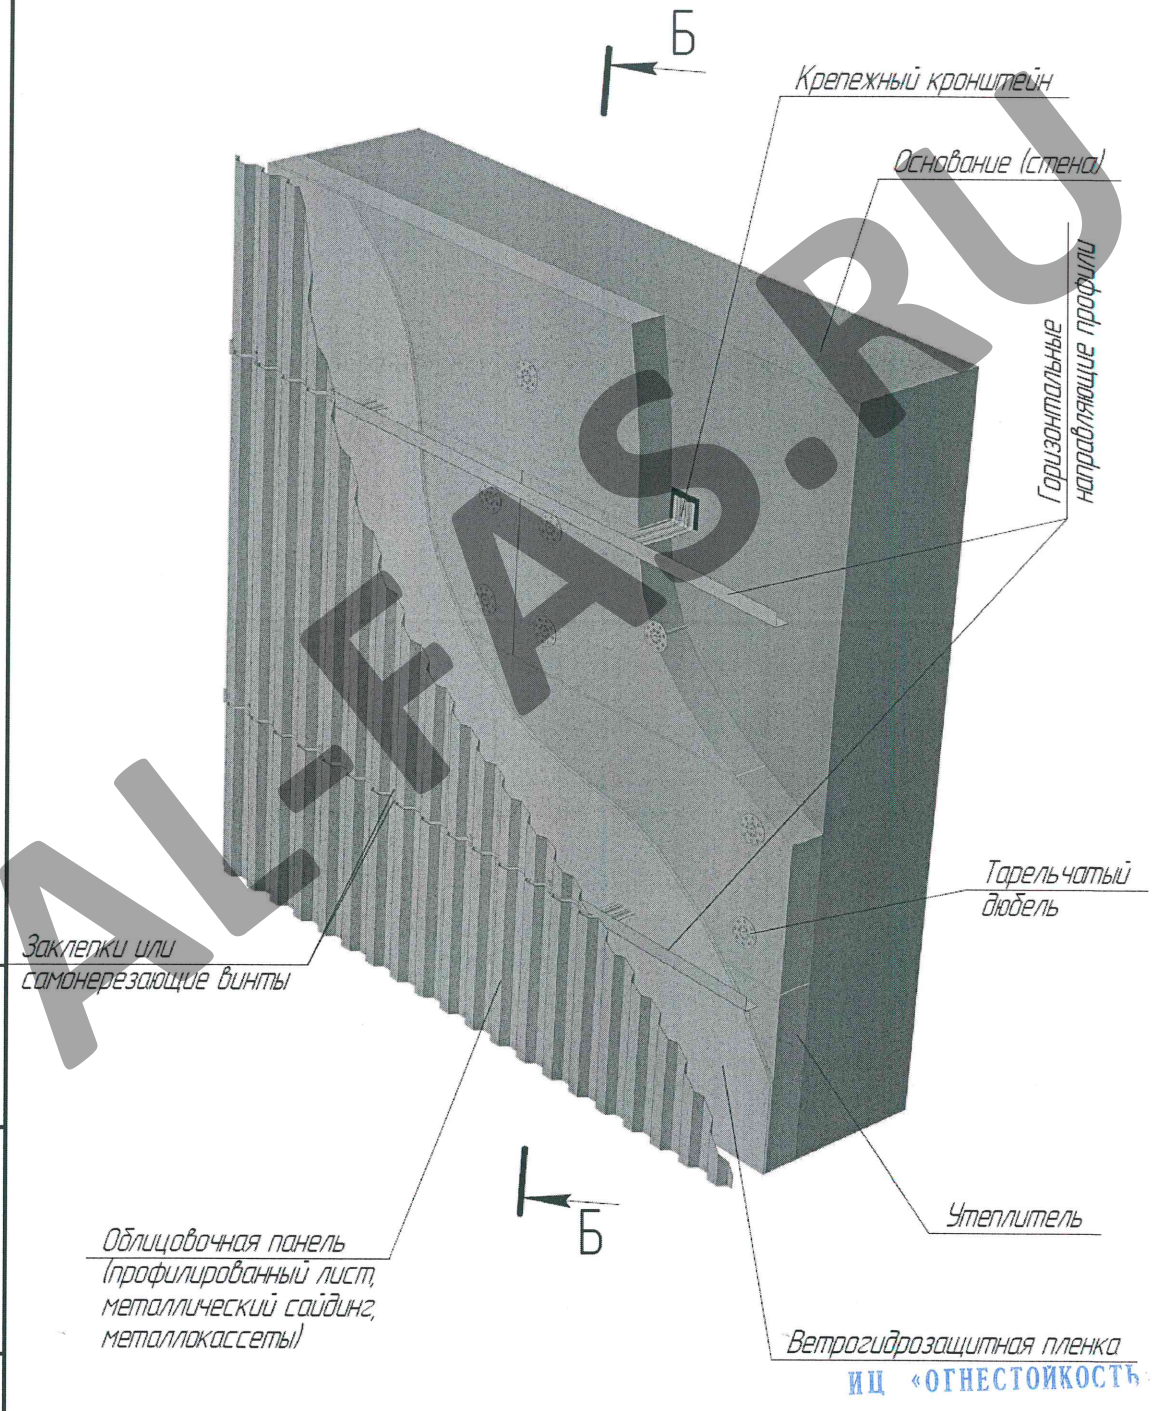 Б
Крепежный кронштейн
Основание (стена)
Горизонтальные
направляющие профили
AL-FAS.RU
Тарельчатый
дюбель
Заклепки или
самонерезающие винты
Утеплитель
Б
Облицовочная панель
(профилированный лист,
металлический сайдинг,
металлокассеты)
Ветрогидрозащитная пленка
ИЦ «ОГНЕСТОЙКОСТЬ